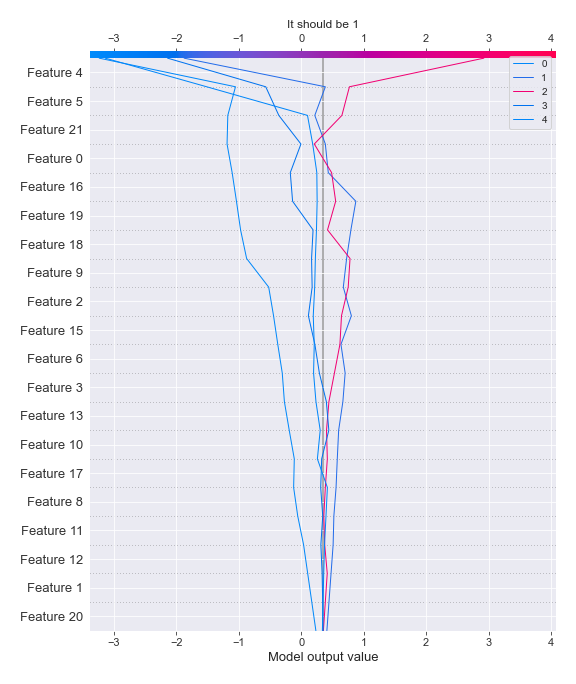 It should be 1
−3 −2 −1 0 1 2 3 4
0
1
2
3
4
Feature 4
Feature 5
Feature 21
Feature 0
Feature 16
Feature 19
Feature 18
Feature 9
Feature 2
Feature 15
Feature 6
Feature 3
Feature 13
Feature 10
Feature 17
Feature 8
Feature 11
Feature 12
Feature 1
Feature 20
−3 −2 −1 0 1 2 3 4
Model output value